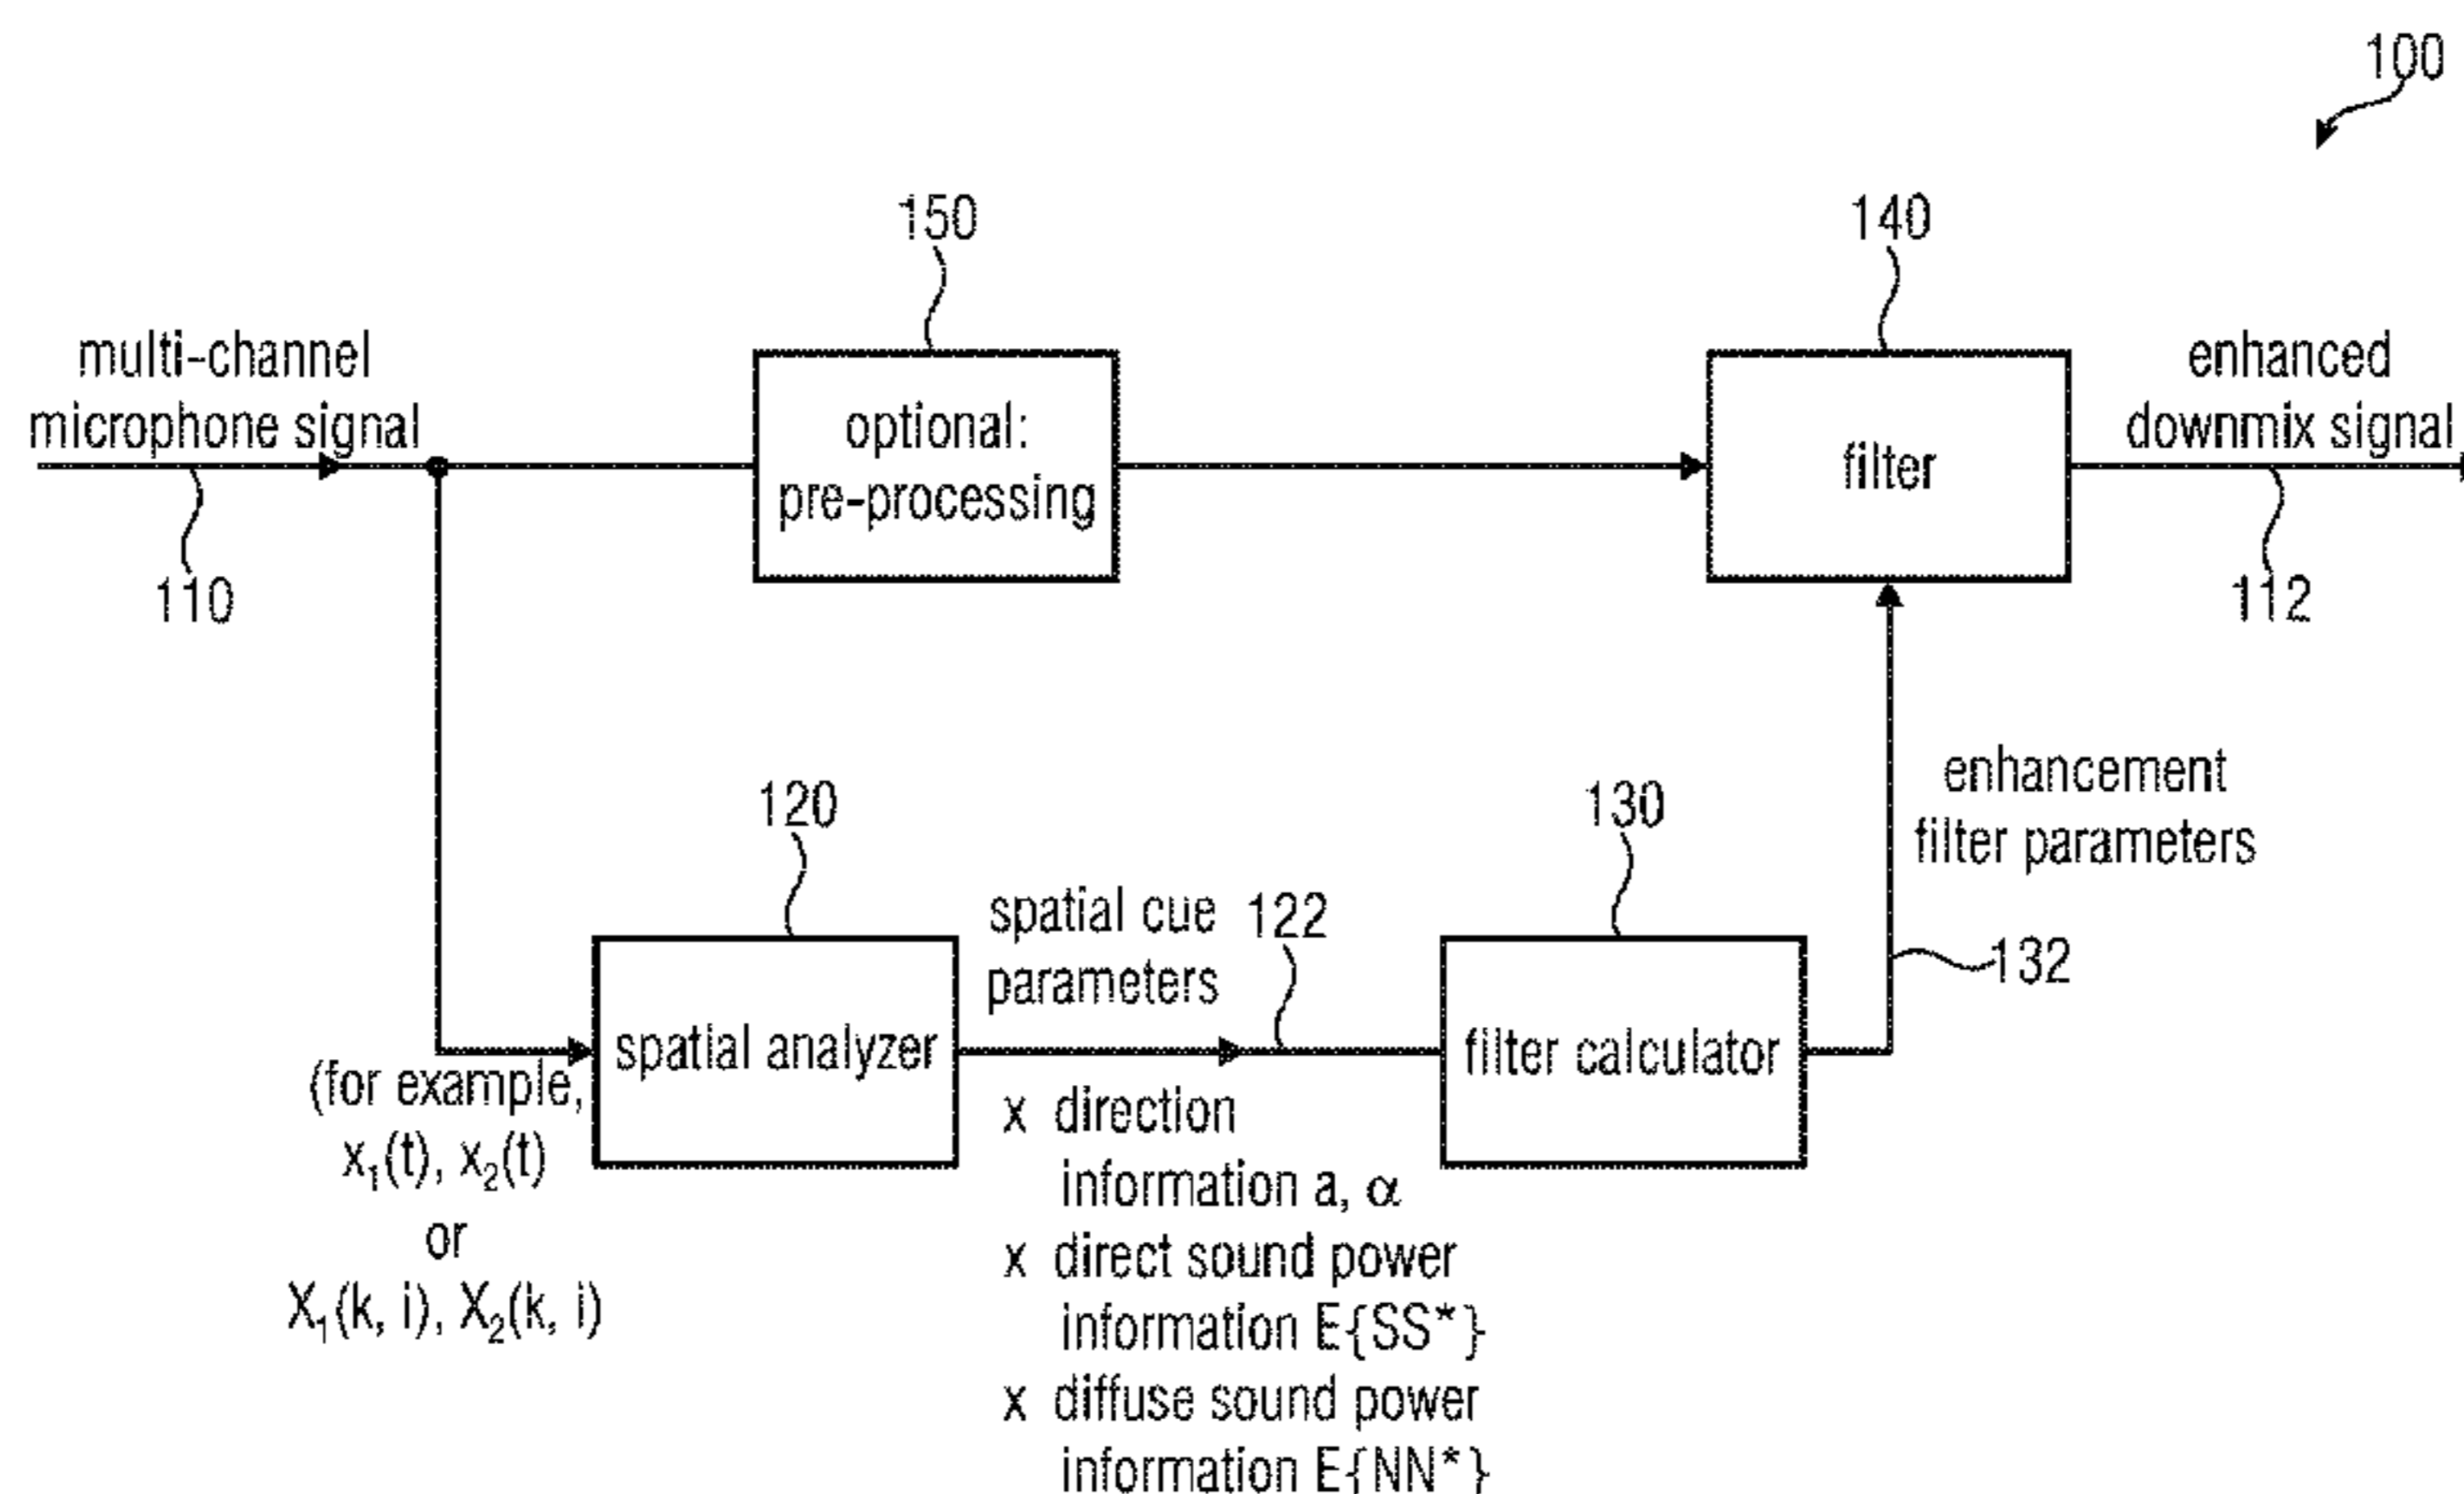 100
150
140
multi-channel
microphone signal
optional:
pre-processing
filter
enhanced
downmix signal
110
112
120
130
enhancement
filter parameters
spatial cue
parameters
122
132
spatial analyzer
filter calculator
(for example,
x₁(t), x₂(t)
or
X₁(k, i), X₂(k, i)
x direction
information a, α
x direct sound power
information E{SS*}
x diffuse sound power
information E{NN*}